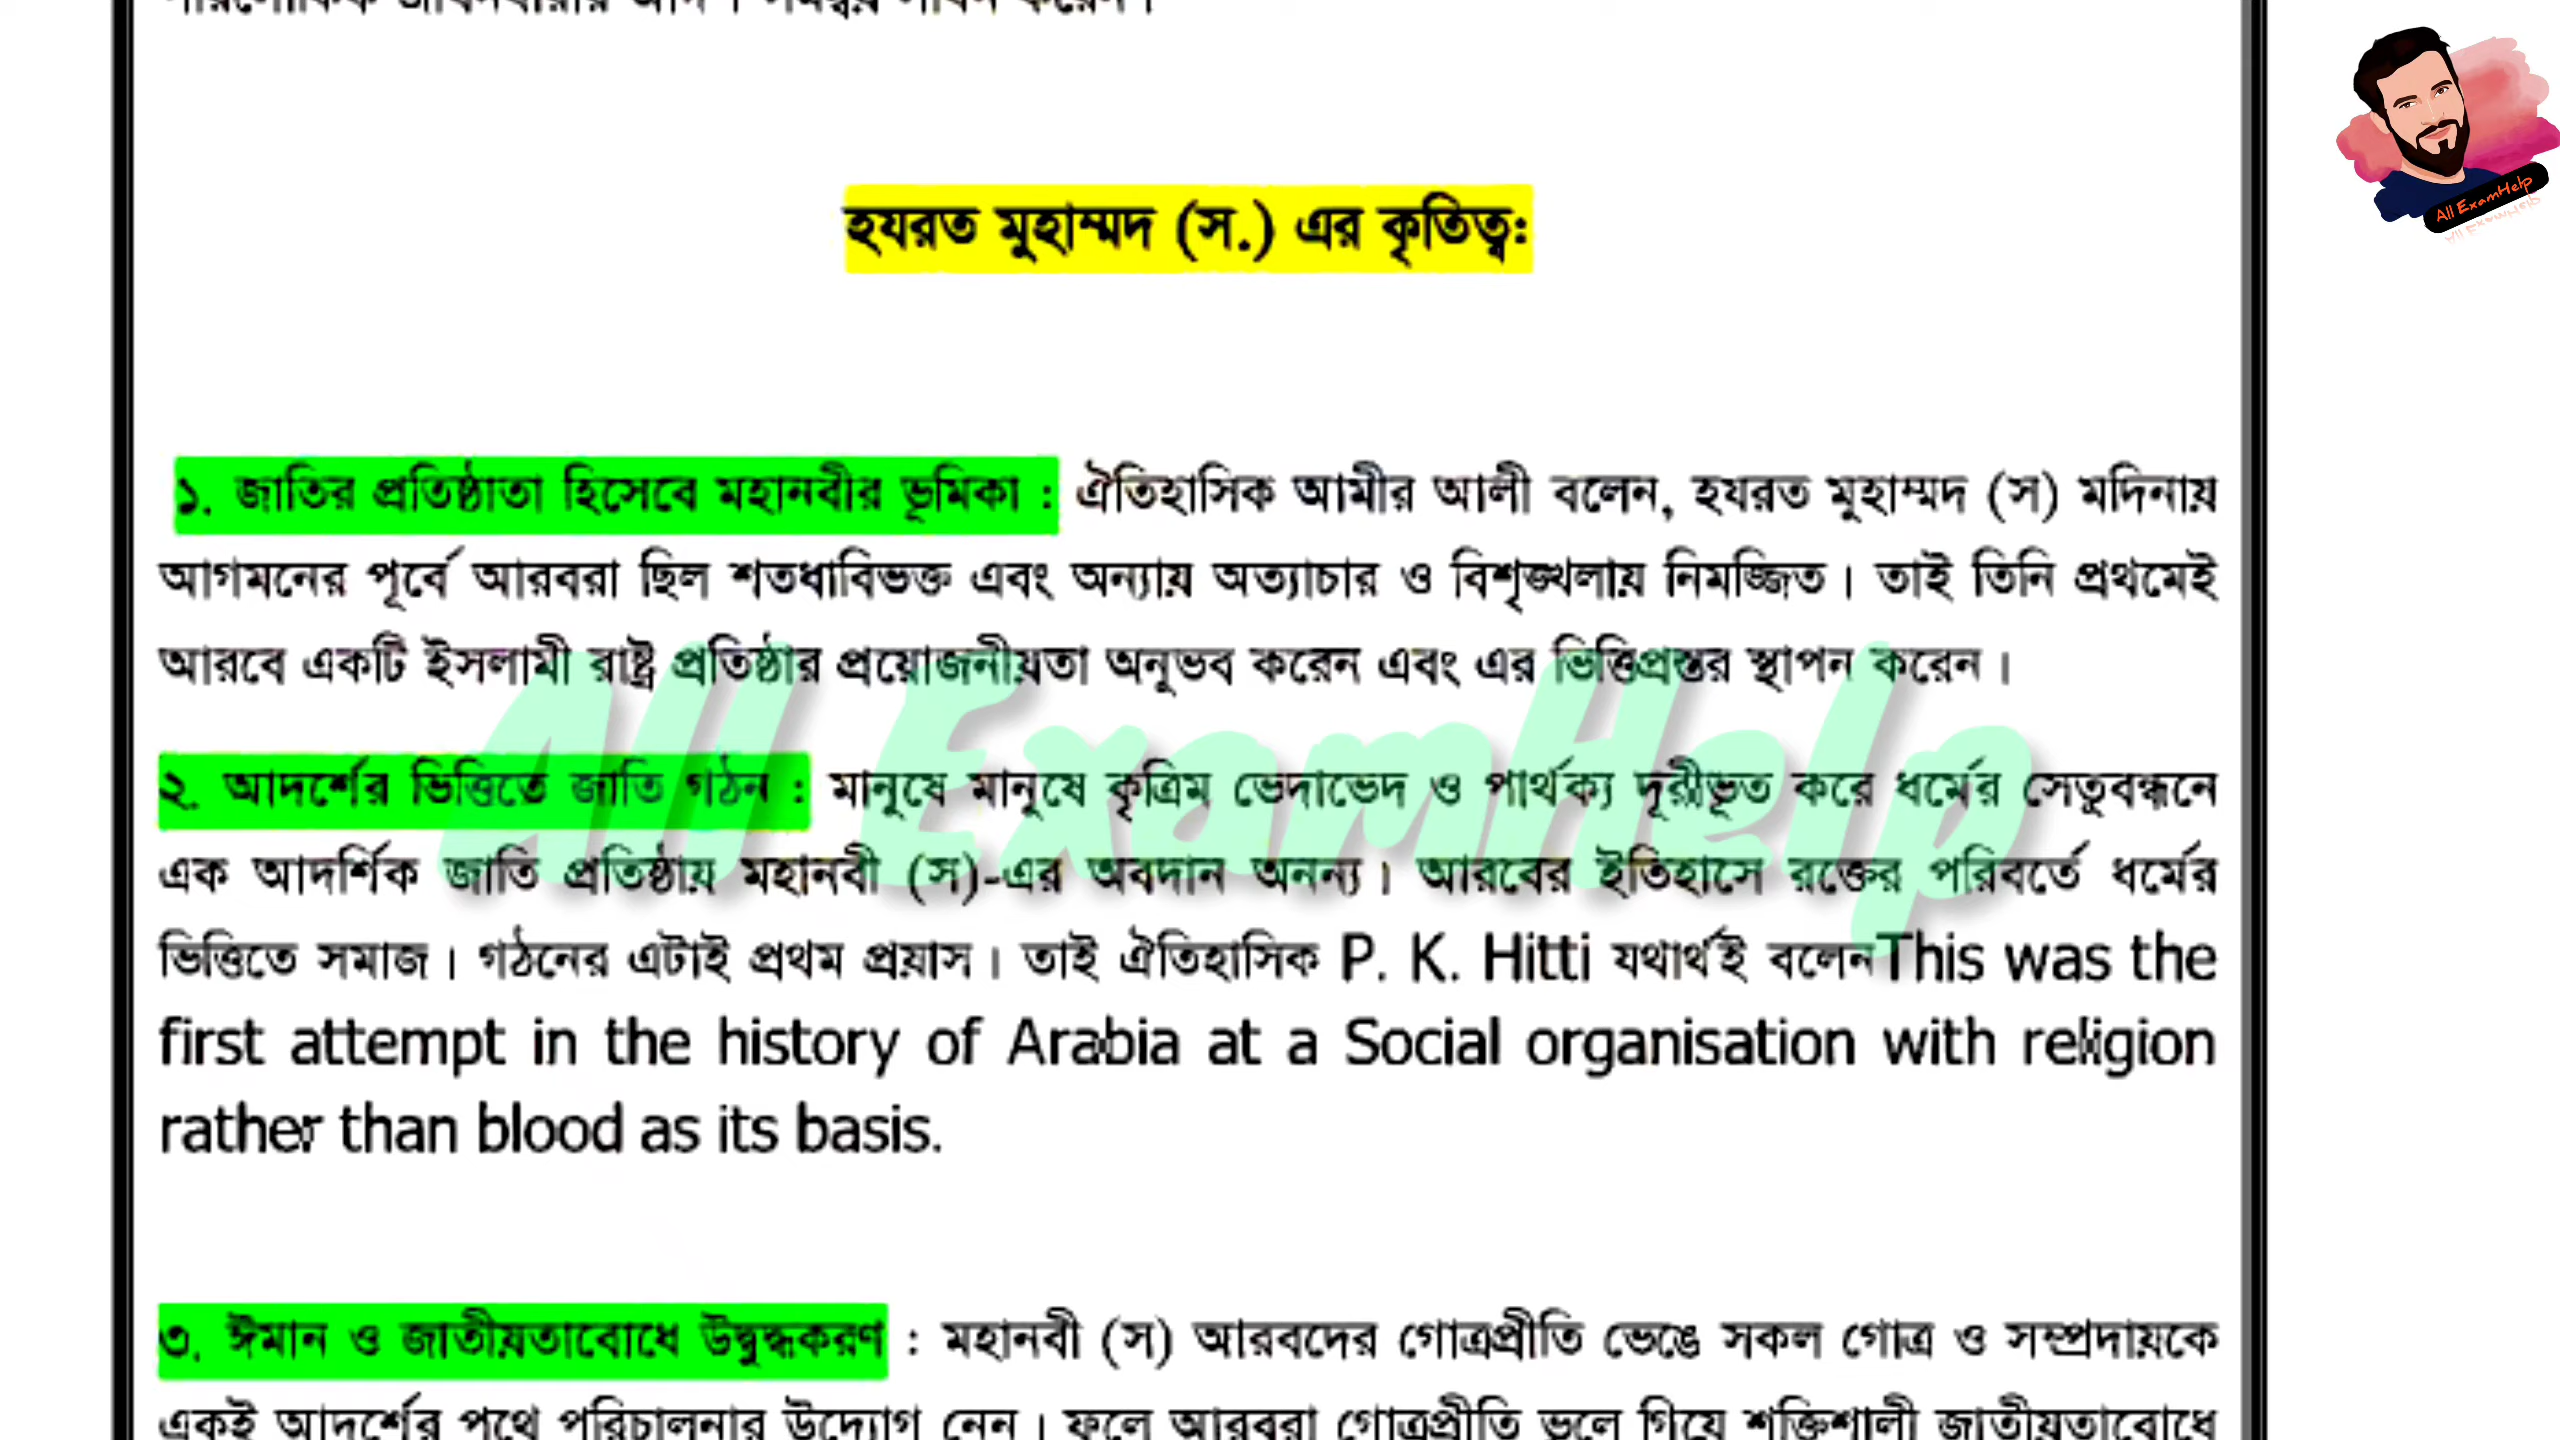 হযরত মুহাম্মদ (স.) এর কৃতিত্ব:
১. জাতির প্রতিষ্ঠাতা হিসেবে মহানবীর ভূমিকা : ঐতিহাসিক আমীর আলী বলেন, হযরত মুহাম্মদ (স) মদিনায়
আগমনের পূর্বে আরবরা ছিল শতধাবিভক্ত এবং অন্যায় অত্যাচার ও বিশৃঙ্খলায় নিমজ্জিত। তাই তিনি প্রথমেই
আরবে একটি ইসলামী রাষ্ট্র প্রতিষ্ঠার প্রয়োজনীয়তা অনুভব করেন এবং এর ভিত্তিপ্রস্তর স্থাপন করেন।
২. আদর্শের ভিত্তিতে জাতি গঠন : মানুষে মানুষে কৃত্রিম ভেদাভেদ ও পার্থক্য দূরীভূত করে ধর্মের সেতুবন্ধনে
এক আদর্শিক জাতি প্রতিষ্ঠায় মহানবী (স)-এর অবদান অনন্য। আরবের ইতিহাসে রক্তের পরিবর্তে ধর্মের
ভিত্তিতে সমাজ। গঠনের এটাই প্রথম প্রয়াস। তাই ঐতিহাসিক P. K. Hitti যথার্থই বলেনThis was the
first attempt in the history of Arabia at a Social organisation with religion
rather than blood as its basis.
৩. ঈমান ও জাতীয়তাবোধে উদ্বুদ্ধকরণ : মহানবী (স) আরবদের গোত্রপ্রীতি ভেঙে সকল গোত্র ও সম্প্রদায়কে
একই আদর্শের পথে পরিচালনার উদ্যোগ নেন। ফলে আরবরা গোত্রপ্রীতি ভুলে গিয়ে শক্তিশালী জাতীয়তাবোধে
All ExamHelp
All ExamHelp